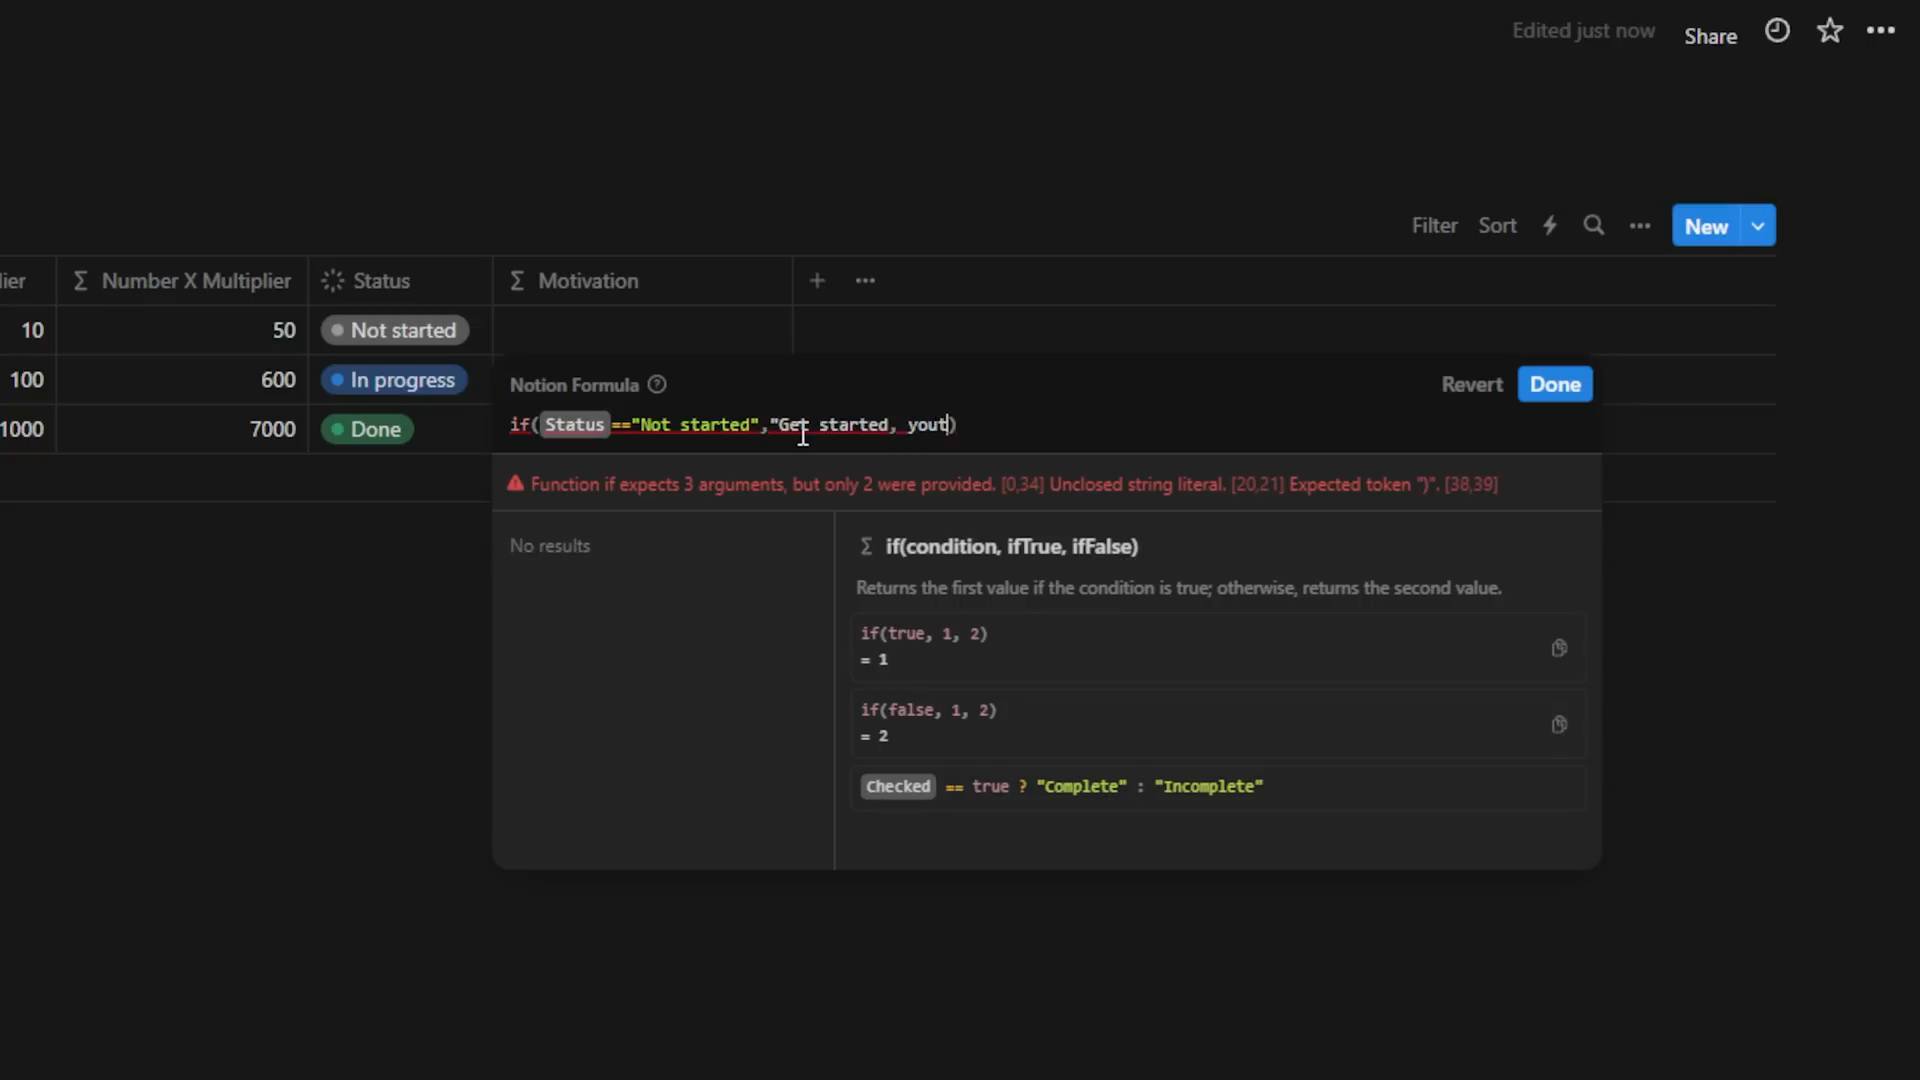 Edited just now Share
Filter Sort New
lier Number X Multiplier Status Motivation
10 50 Not started
100 600 In progress
1000 7000 Done
Notion Formula Revert Done
if(Status=="Not started","Get started, yout)
Function if expects 3 arguments, but only 2 were provided. [0,34] Unclosed string literal. [20,21] Expected token ")". [38,39]
No results
if(condition, ifTrue, ifFalse)
Returns the first value if the condition is true; otherwise, returns the second value.
if(true, 1, 2)
= 1
if(false, 1, 2)
= 2
Checked == true ? "Complete" : "Incomplete"